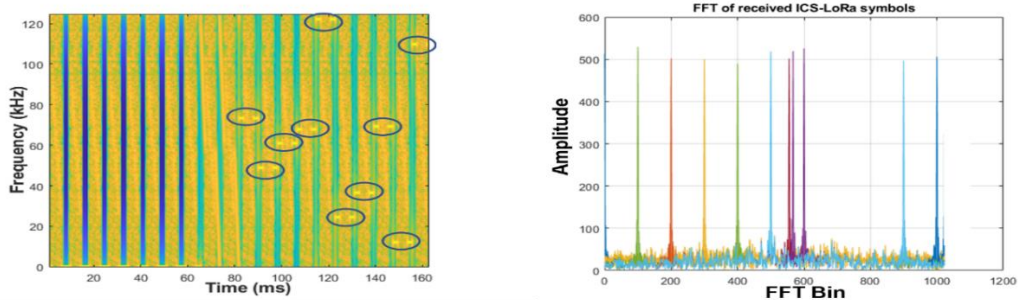 120
100
80
60
40
20
0
Frequency (kHz)
20 40 60 80 100 120 140 160
Time (ms)
FFT of received ICS-LoRa symbols
600
500
400
300
200
100
0
Amplitude
0 200 400 600 800 1000 1200
FFT Bin